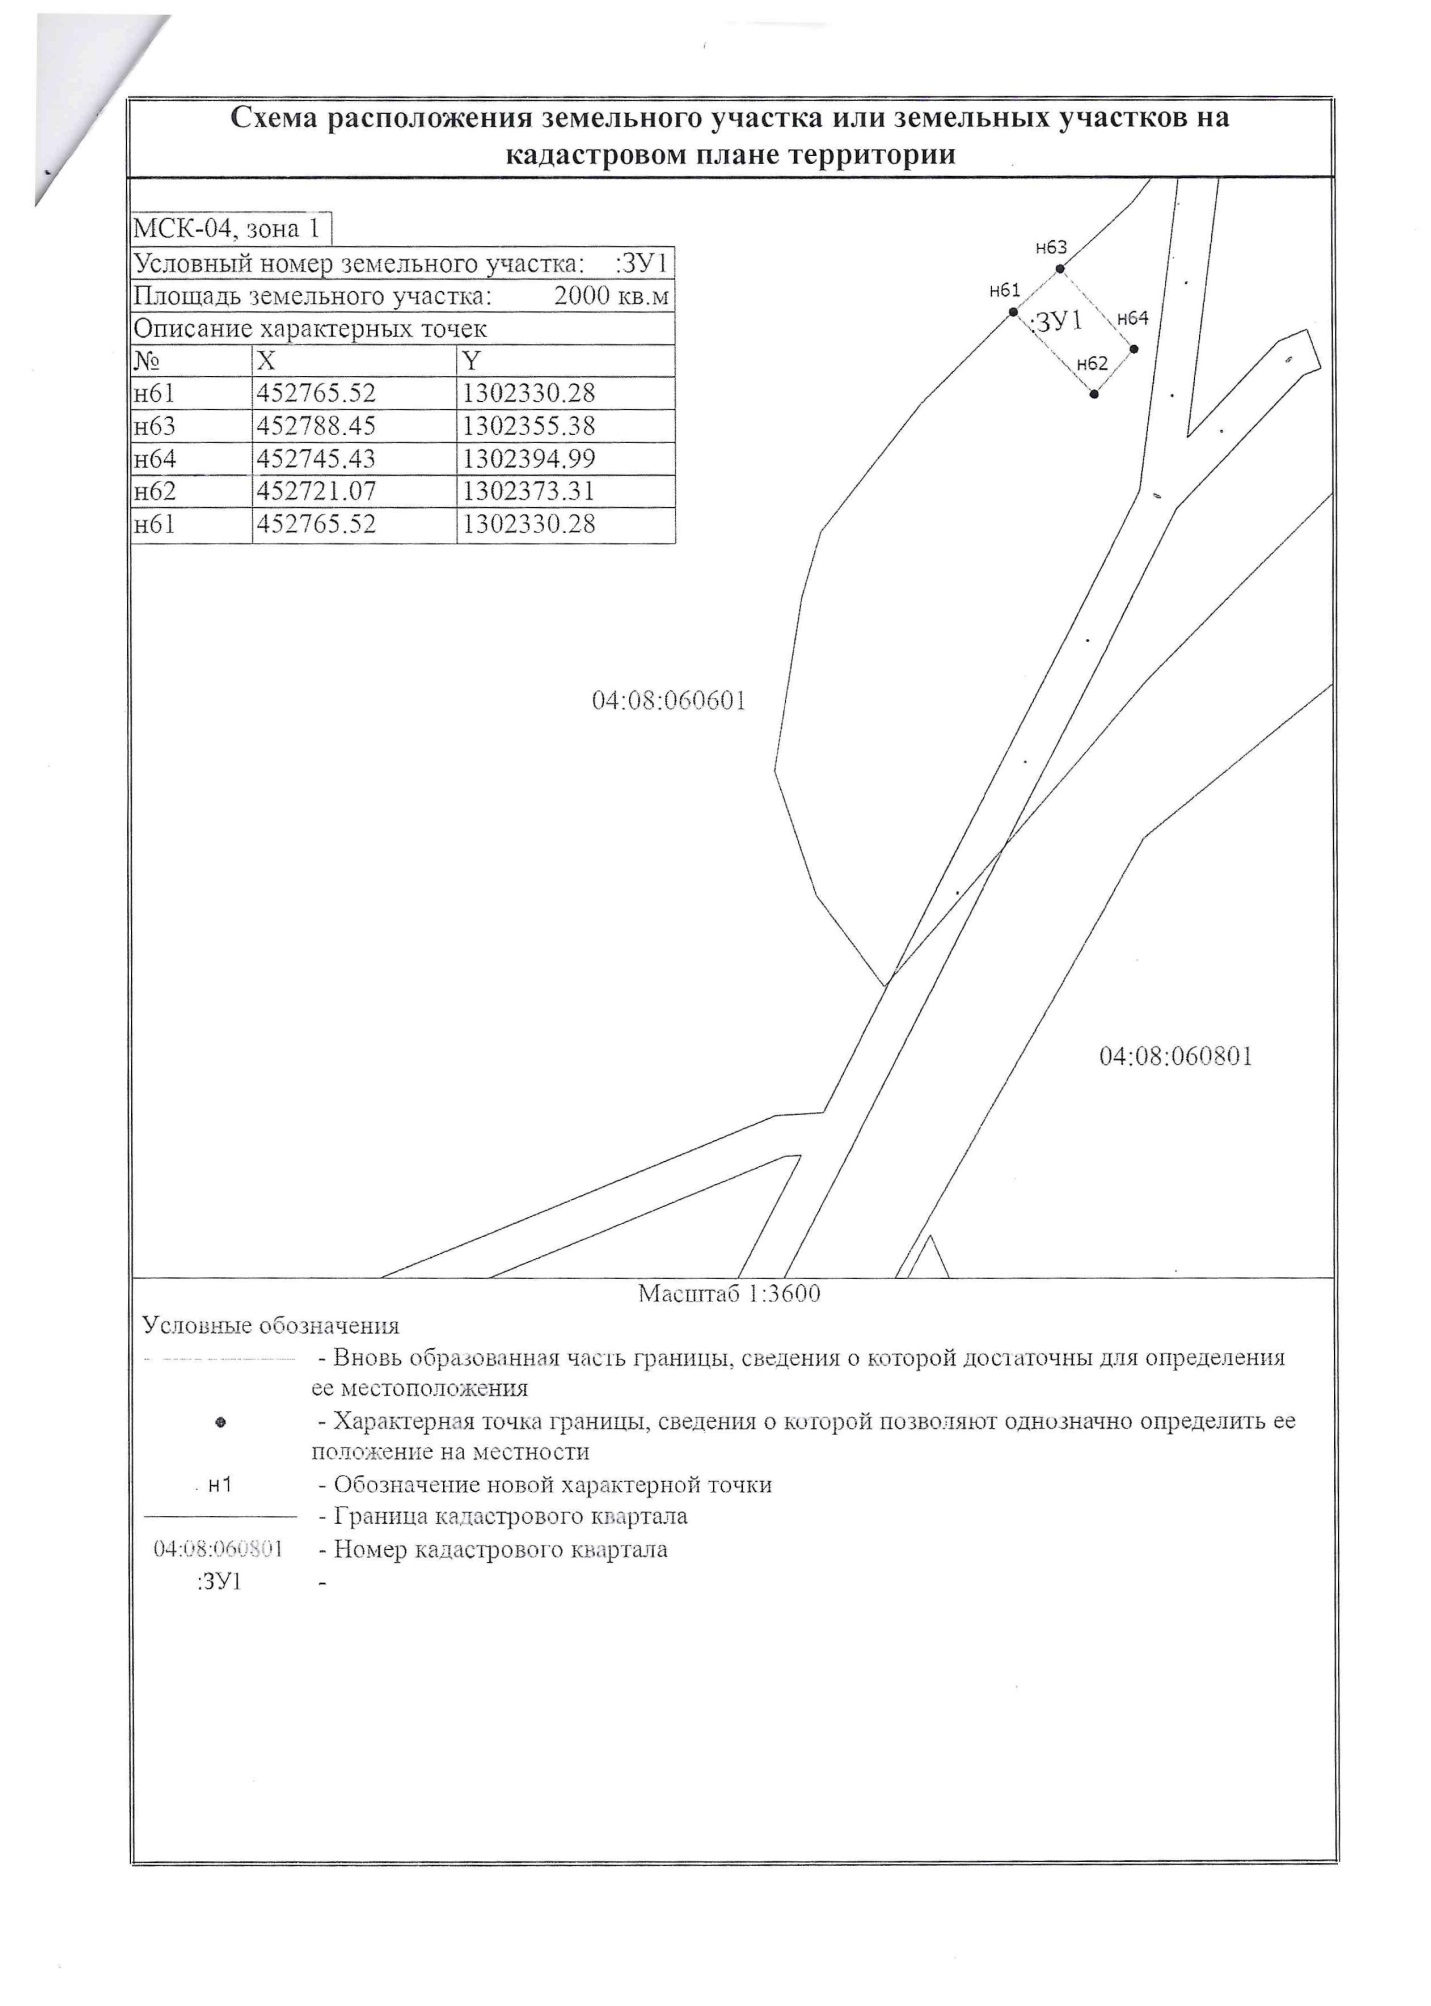 Схема расположения земельного участка или земельных участков на
кадастровом плане территории
МСК-04, зона 1
Условный номер земельного участка: :ЗУ1
Площадь земельного участка: 2000 кв.м
Описание характерных точек
№ X Y
н61 452765.52 1302330.28
н63 452788.45 1302355.38
н64 452745.43 1302394.99
н62 452721.07 1302373.31
н61 452765.52 1302330.28
н63
н61
:ЗУ1
н64
н62
04:08:060601
04:08:060801
Масштаб 1:3600
Условные обозначения
- Вновь образованная часть границы, сведения о которой достаточны для определения
ее местоположения
- Характерная точка границы, сведения о которой позволяют однозначно определить ее
положение на местности
н1 - Обозначение новой характерной точки
- Граница кадастрового квартала
04:08:060801 - Номер кадастрового квартала
:ЗУ1 -